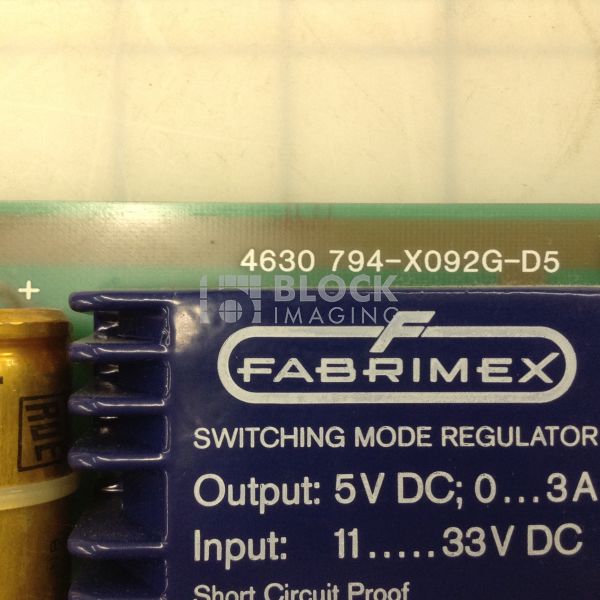 4630 794-X092G-D5
+
BLOCK
IMAGING
FABRIMEX
SWITCHING MODE REGULATOR
Output: 5V DC; 0...3A
Input: 11.....33V DC
Short Circuit Proof